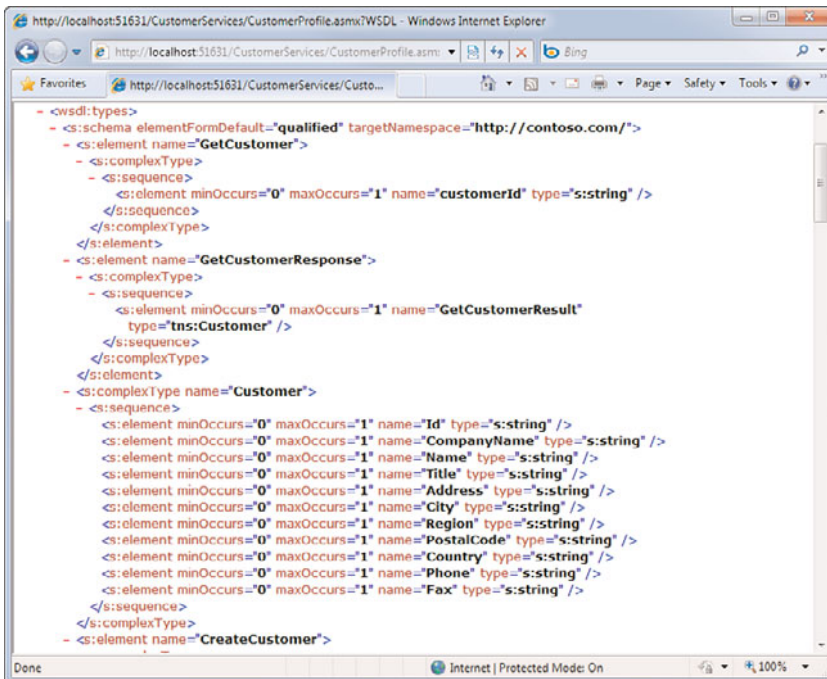 http://localhost:51631/CustomerServices/CustomerProfile.asmx?WSDL - Windows Internet Explorer
http://localhost:51631/CustomerServices/CustomerProfile.asm: Bing
Favorites http://localhost:51631/CustomerServices/Custo... Page Safety Tools
- <wsdl:types>
- <s:schema elementFormDefault="qualified" targetNamespace="http://contoso.com/">
- <s:element name="GetCustomer">
- <s:complexType>
- <s:sequence>
<s:element minOccurs="0" maxOccurs="1" name="customerId" type="s:string" />
</s:sequence>
</s:complexType>
</s:element>
- <s:element name="GetCustomerResponse">
- <s:complexType>
- <s:sequence>
<s:element minOccurs="0" maxOccurs="1" name="GetCustomerResult"
type="tns:Customer" />
</s:sequence>
</s:complexType>
</s:element>
- <s:complexType name="Customer">
- <s:sequence>
<s:element minOccurs="0" maxOccurs="1" name="Id" type="s:string" />
<s:element minOccurs="0" maxOccurs="1" name="CompanyName" type="s:string" />
<s:element minOccurs="0" maxOccurs="1" name="Name" type="s:string" />
<s:element minOccurs="0" maxOccurs="1" name="Title" type="s:string" />
<s:element minOccurs="0" maxOccurs="1" name="Address" type="s:string" />
<s:element minOccurs="0" maxOccurs="1" name="City" type="s:string" />
<s:element minOccurs="0" maxOccurs="1" name="Region" type="s:string" />
<s:element minOccurs="0" maxOccurs="1" name="PostalCode" type="s:string" />
<s:element minOccurs="0" maxOccurs="1" name="Country" type="s:string" />
<s:element minOccurs="0" maxOccurs="1" name="Phone" type="s:string" />
<s:element minOccurs="0" maxOccurs="1" name="Fax" type="s:string" />
</s:sequence>
</s:complexType>
- <s:element name="CreateCustomer">
Done Internet | Protected Mode: On 100%